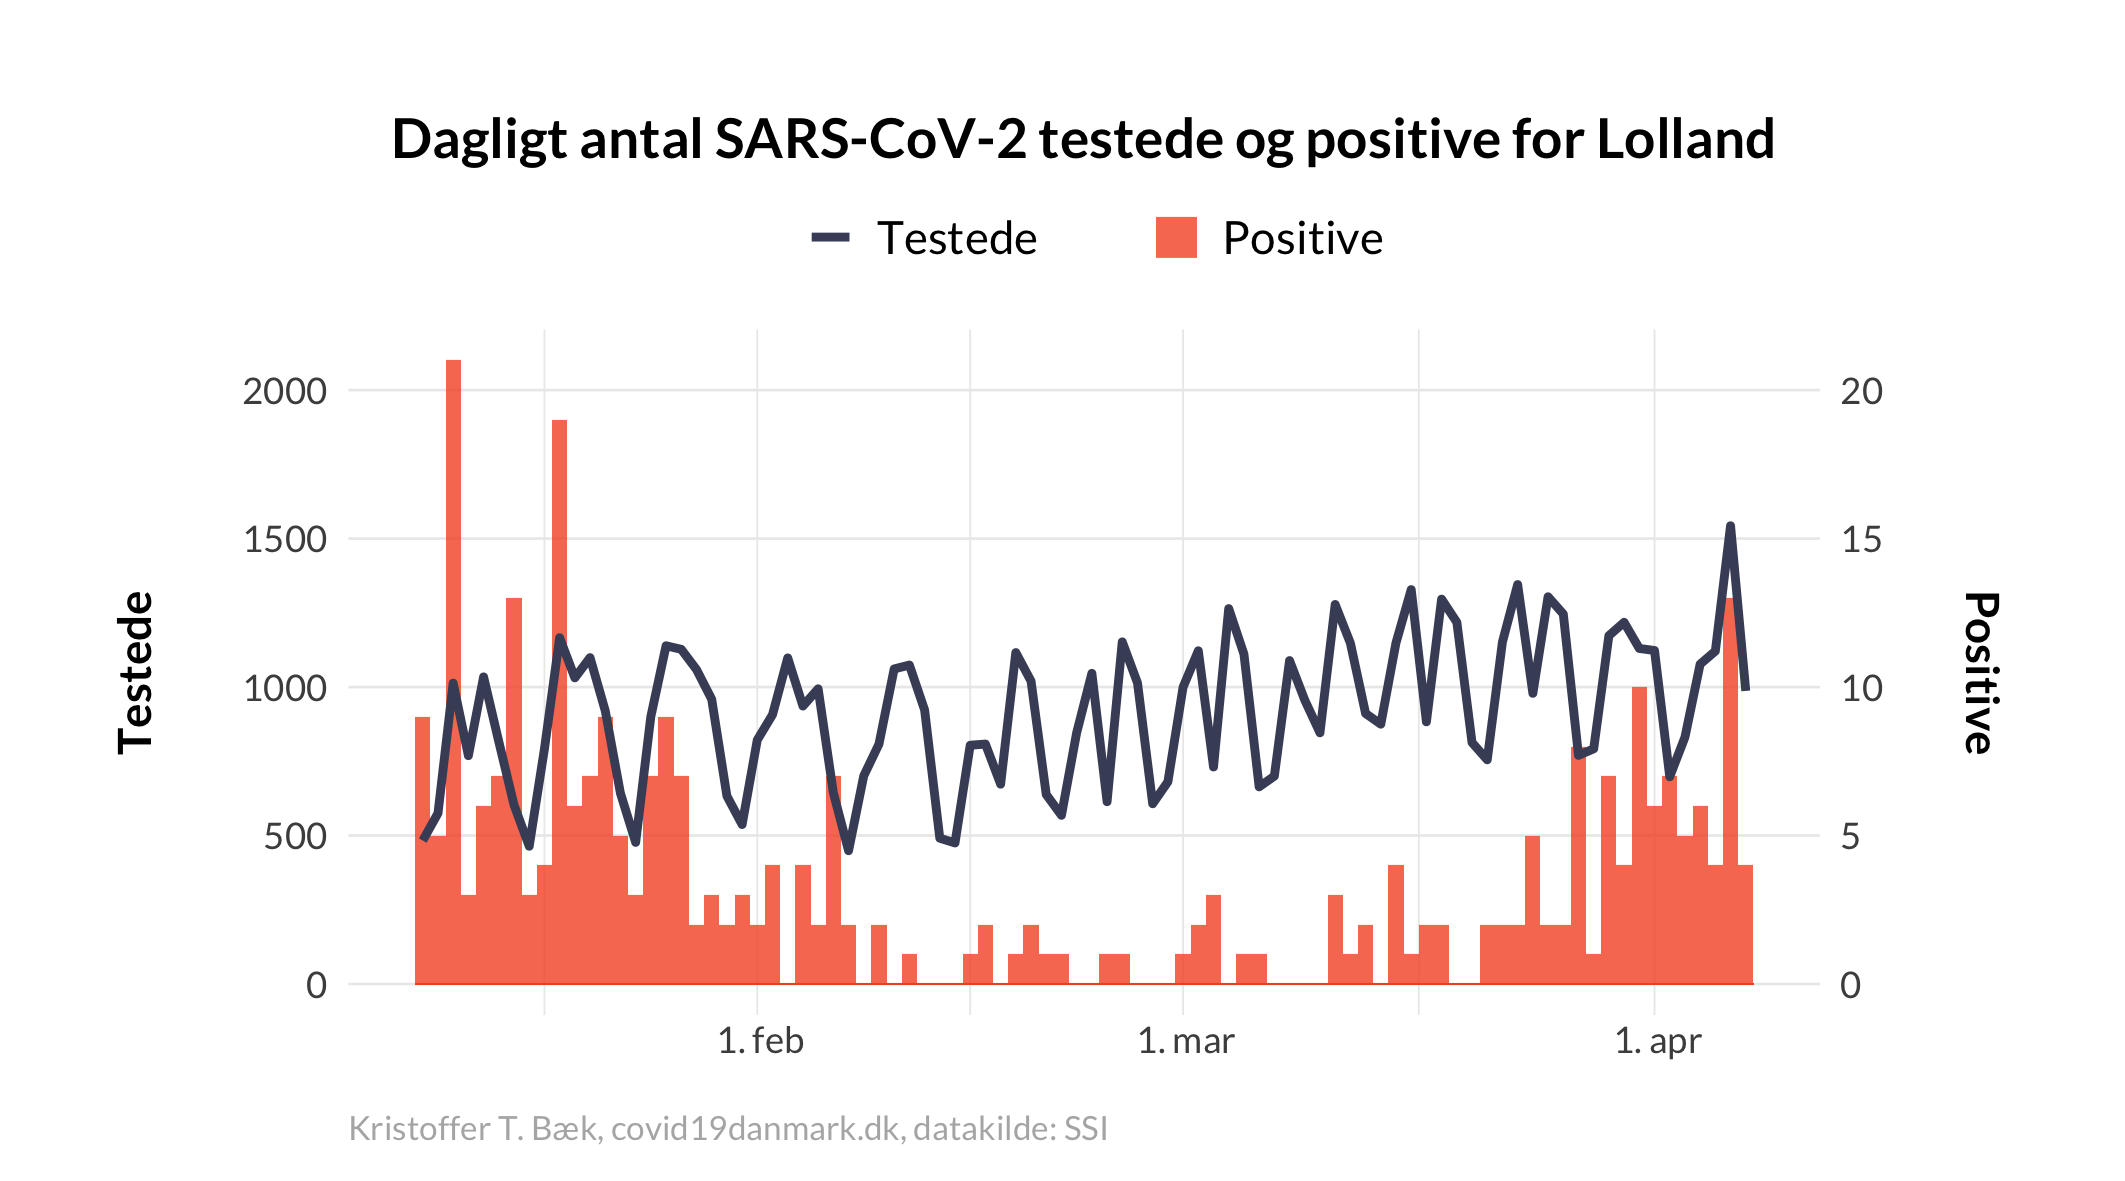 Dagligt antal SARS-CoV-2 testede og positive for Lolland
Testede Positive
2000 20
1500 15
Testede
Positive
1000 10
500 5
0 0
1. feb 1. mar 1. apr
Kristoffer T. Bæk, covid19danmark.dk, datakilde: SSI